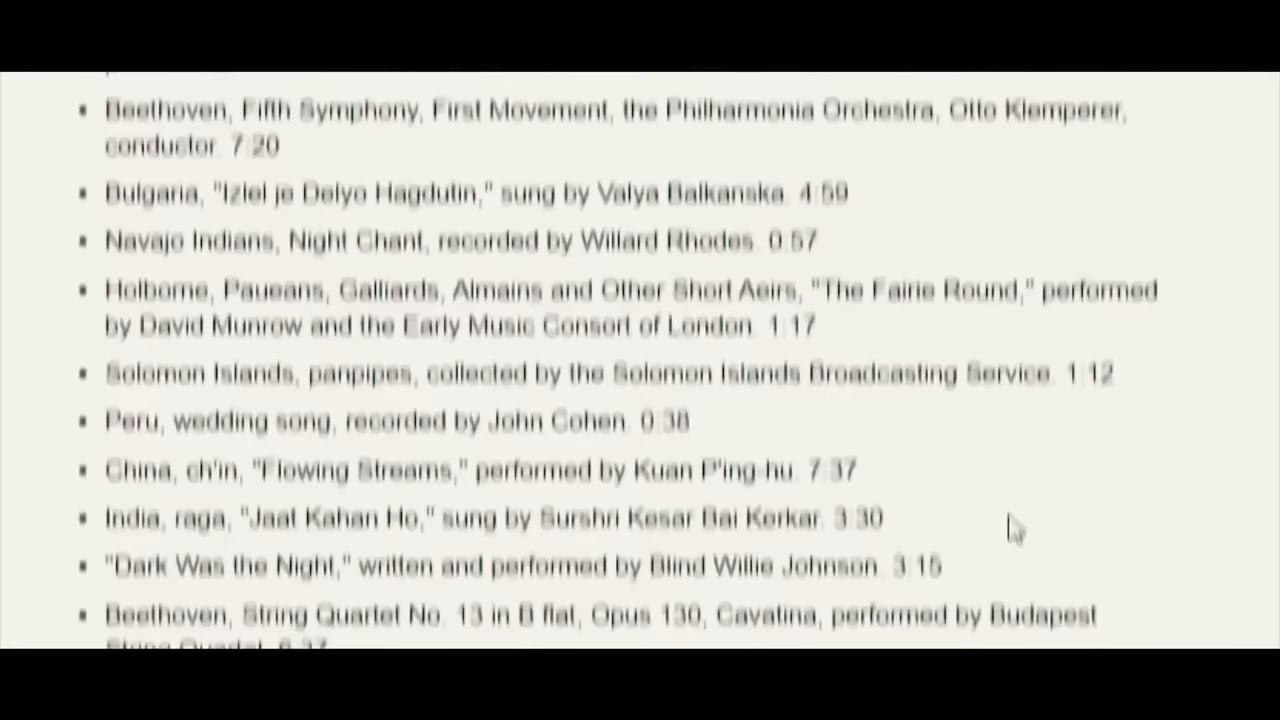 Beethoven, Fifth Symphony, First Movement, the Philharmonia Orchestra, Otto Klemperer,
conductor. 7:20
Bulgaria, "Izlel je Delyo Hagdutin," sung by Valya Balkanska. 4:59
Navajo Indians, Night Chant, recorded by Willard Rhodes. 0:57
Holborne, Paueans, Galliards, Almains and Other Short Aeirs, "The Fairie Round," performed
by David Munrow and the Early Music Consort of London. 1:17
Solomon Islands, panpipes, collected by the Solomon Islands Broadcasting Service. 1:12
Peru, wedding song, recorded by John Cohen. 0:38
China, ch'in, "Flowing Streams," performed by Kuan P'ing-hu. 7:37
India, raga, "Jaat Kahan Ho," sung by Surshri Kesar Bai Kerkar. 3:30
"Dark Was the Night," written and performed by Blind Willie Johnson. 3:15
Beethoven, String Quartet No. 13 in B flat, Opus 130, Cavatina, performed by Budapest
String Quartet. 6:37